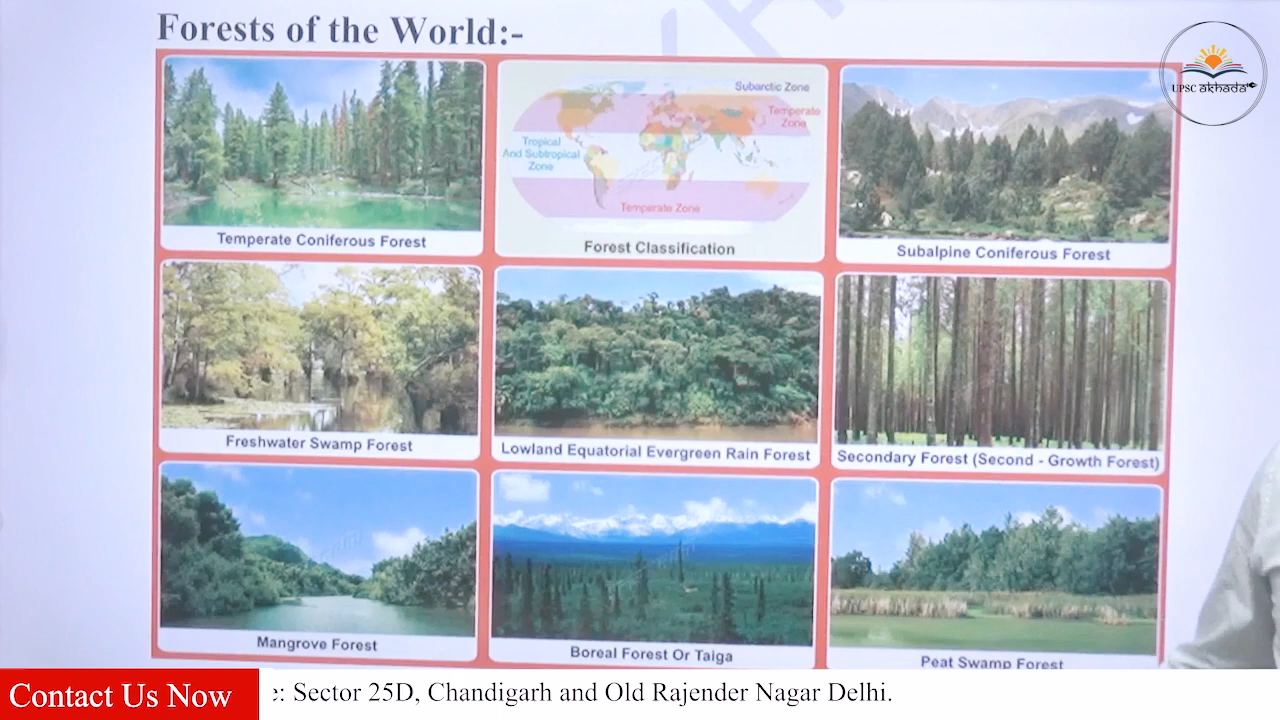 Forests of the World:-
UPSC akhada
Subarctic Zone
Temperate
Zone
Tropical
And Subtropical
Zone
Temperate Zone
Temperate Coniferous Forest
Forest Classification
Subalpine Coniferous Forest
Freshwater Swamp Forest
Lowland Equatorial Evergreen Rain Forest
Secondary Forest (Second - Growth Forest)
Mangrove Forest
Boreal Forest Or Taiga
Peat Swamp Forest
Contact Us Now
: Sector 25D, Chandigarh and Old Rajender Nagar Delhi.